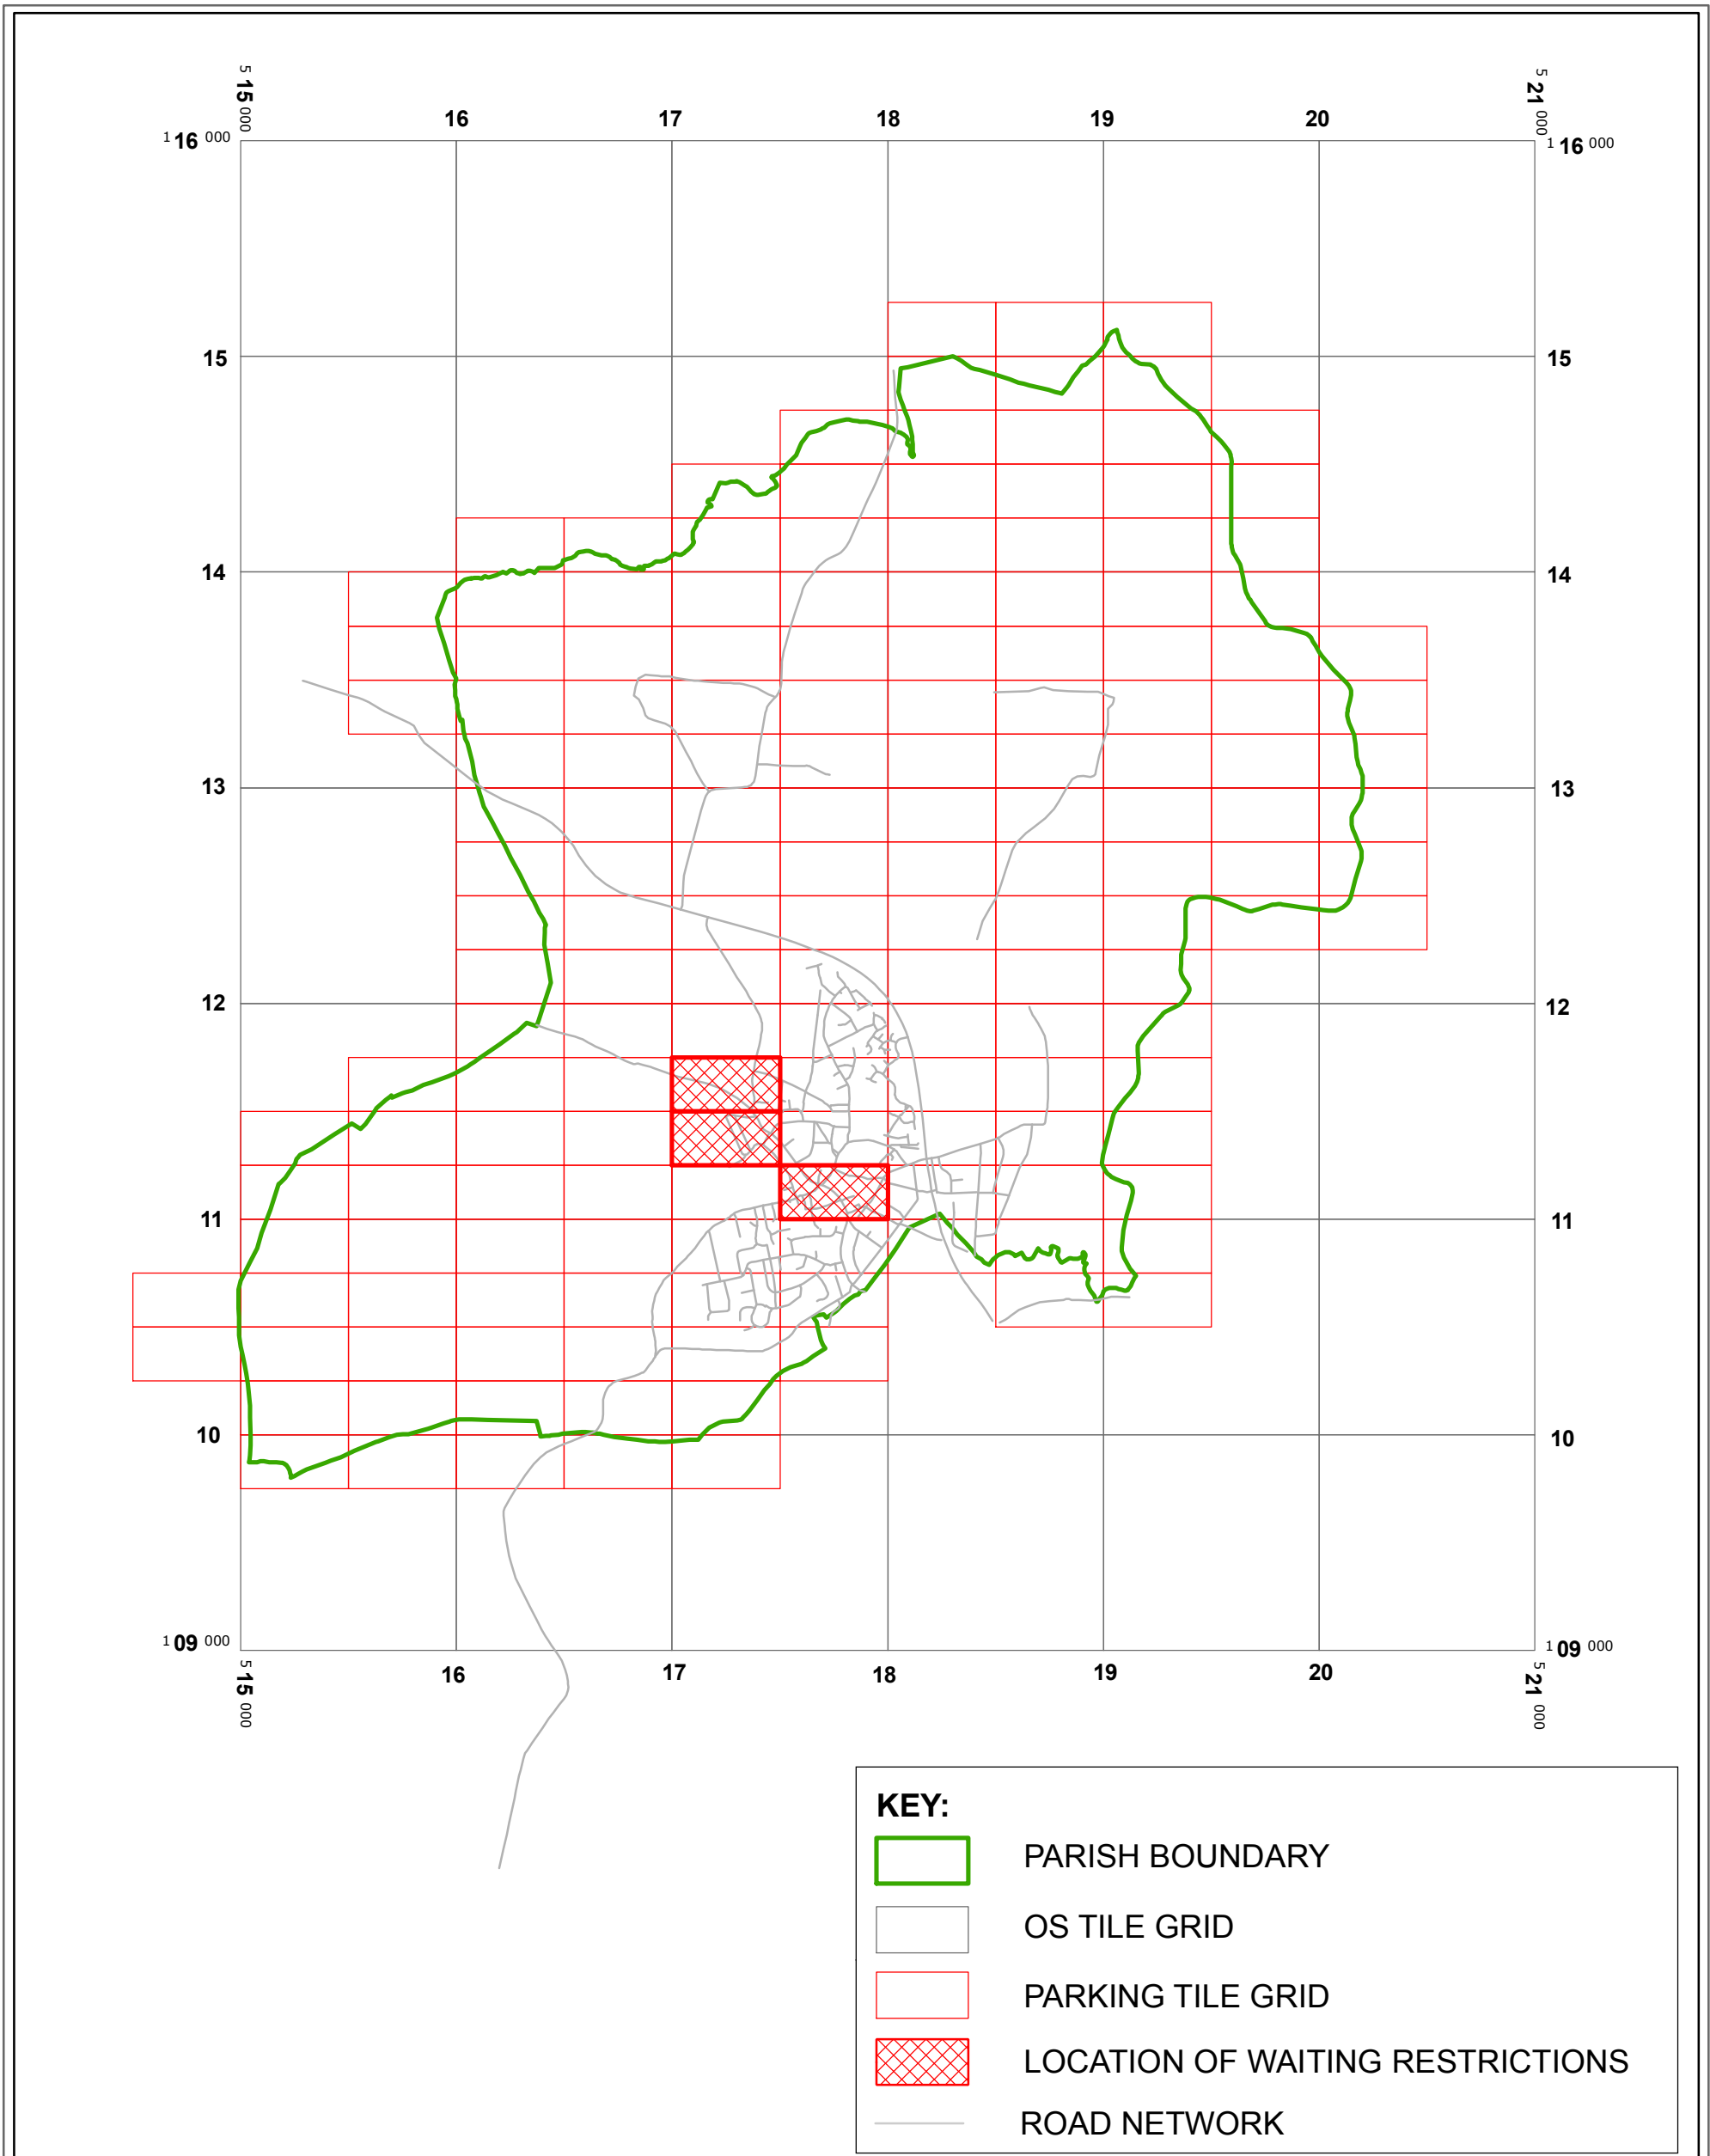 5 15 000
16
17
18
19
20
5 21 000
1 16 000
1 16 000
15
15
14
14
13
13
12
12
11
11
10
10
1 09 000
1 09 000
5 15 000
16
17
18
19
20
5 21 000
KEY:
PARISH BOUNDARY
OS TILE GRID
PARKING TILE GRID
LOCATION OF WAITING RESTRICTIONS
ROAD NETWORK